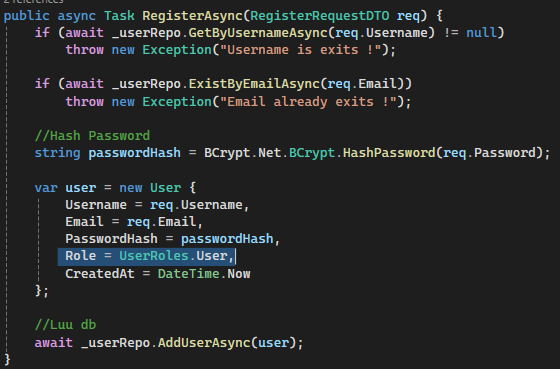 2 references
public async Task RegisterAsync(RegisterRequestDTO req) {
if (await _userRepo.GetByUsernameAsync(req.Username) != null)
throw new Exception("Username is exits !");
if (await _userRepo.ExistByEmailAsync(req.Email))
throw new Exception("Email already exits !");
//Hash Password
string passwordHash = BCrypt.Net.BCrypt.HashPassword(req.Password);
var user = new User {
Username = req.Username,
Email = req.Email,
PasswordHash = passwordHash,
Role = UserRoles.User,
CreatedAt = DateTime.Now
};
//Luu db
await _userRepo.AddUserAsync(user);
}